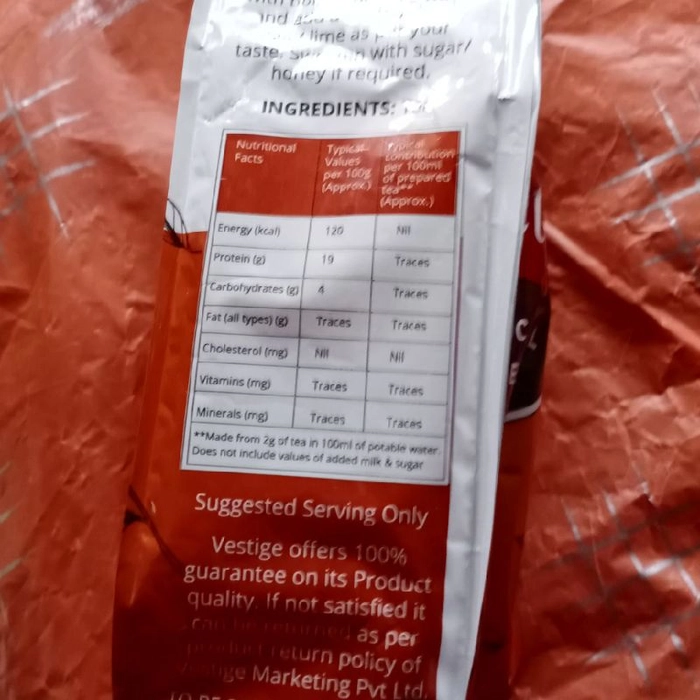 lime as
your
taste.
with sugar/
honey if required.
INGREDIENTS:
Nutritional Facts
Typical Values per 100g (Approx.)
Typical contribution per 100ml of prepared tea** (Approx.)
Energy (kcal) 120 Nil
Protein (g) 19 Traces
Carbohydrates (g) 4 Traces
Fat (all types) (g) Traces Traces
Cholesterol (mg) Nil Nil
Vitamins (mg) Traces Traces
Minerals (mg) Traces Traces
**Made from 2g of tea in 100ml of potable water.
Does not include values of added milk & sugar
Suggested Serving Only
Vestige offers 100%
guarantee on its Product
quality. If not satisfied it
can be returned as per
product return policy of
Vestige Marketing Pvt Ltd.